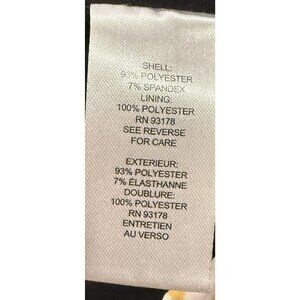 SHELL:
93% POLYESTER
7% SPANDEX
LINING:
100% POLYESTER
RN 93178
SEE REVERSE
FOR CARE
EXTERIEUR:
93% POLYESTER
7% ÉLASTHANNE
DOUBLURE:
100% POLYESTER
RN 93178
ENTRETIEN
AU VERSO